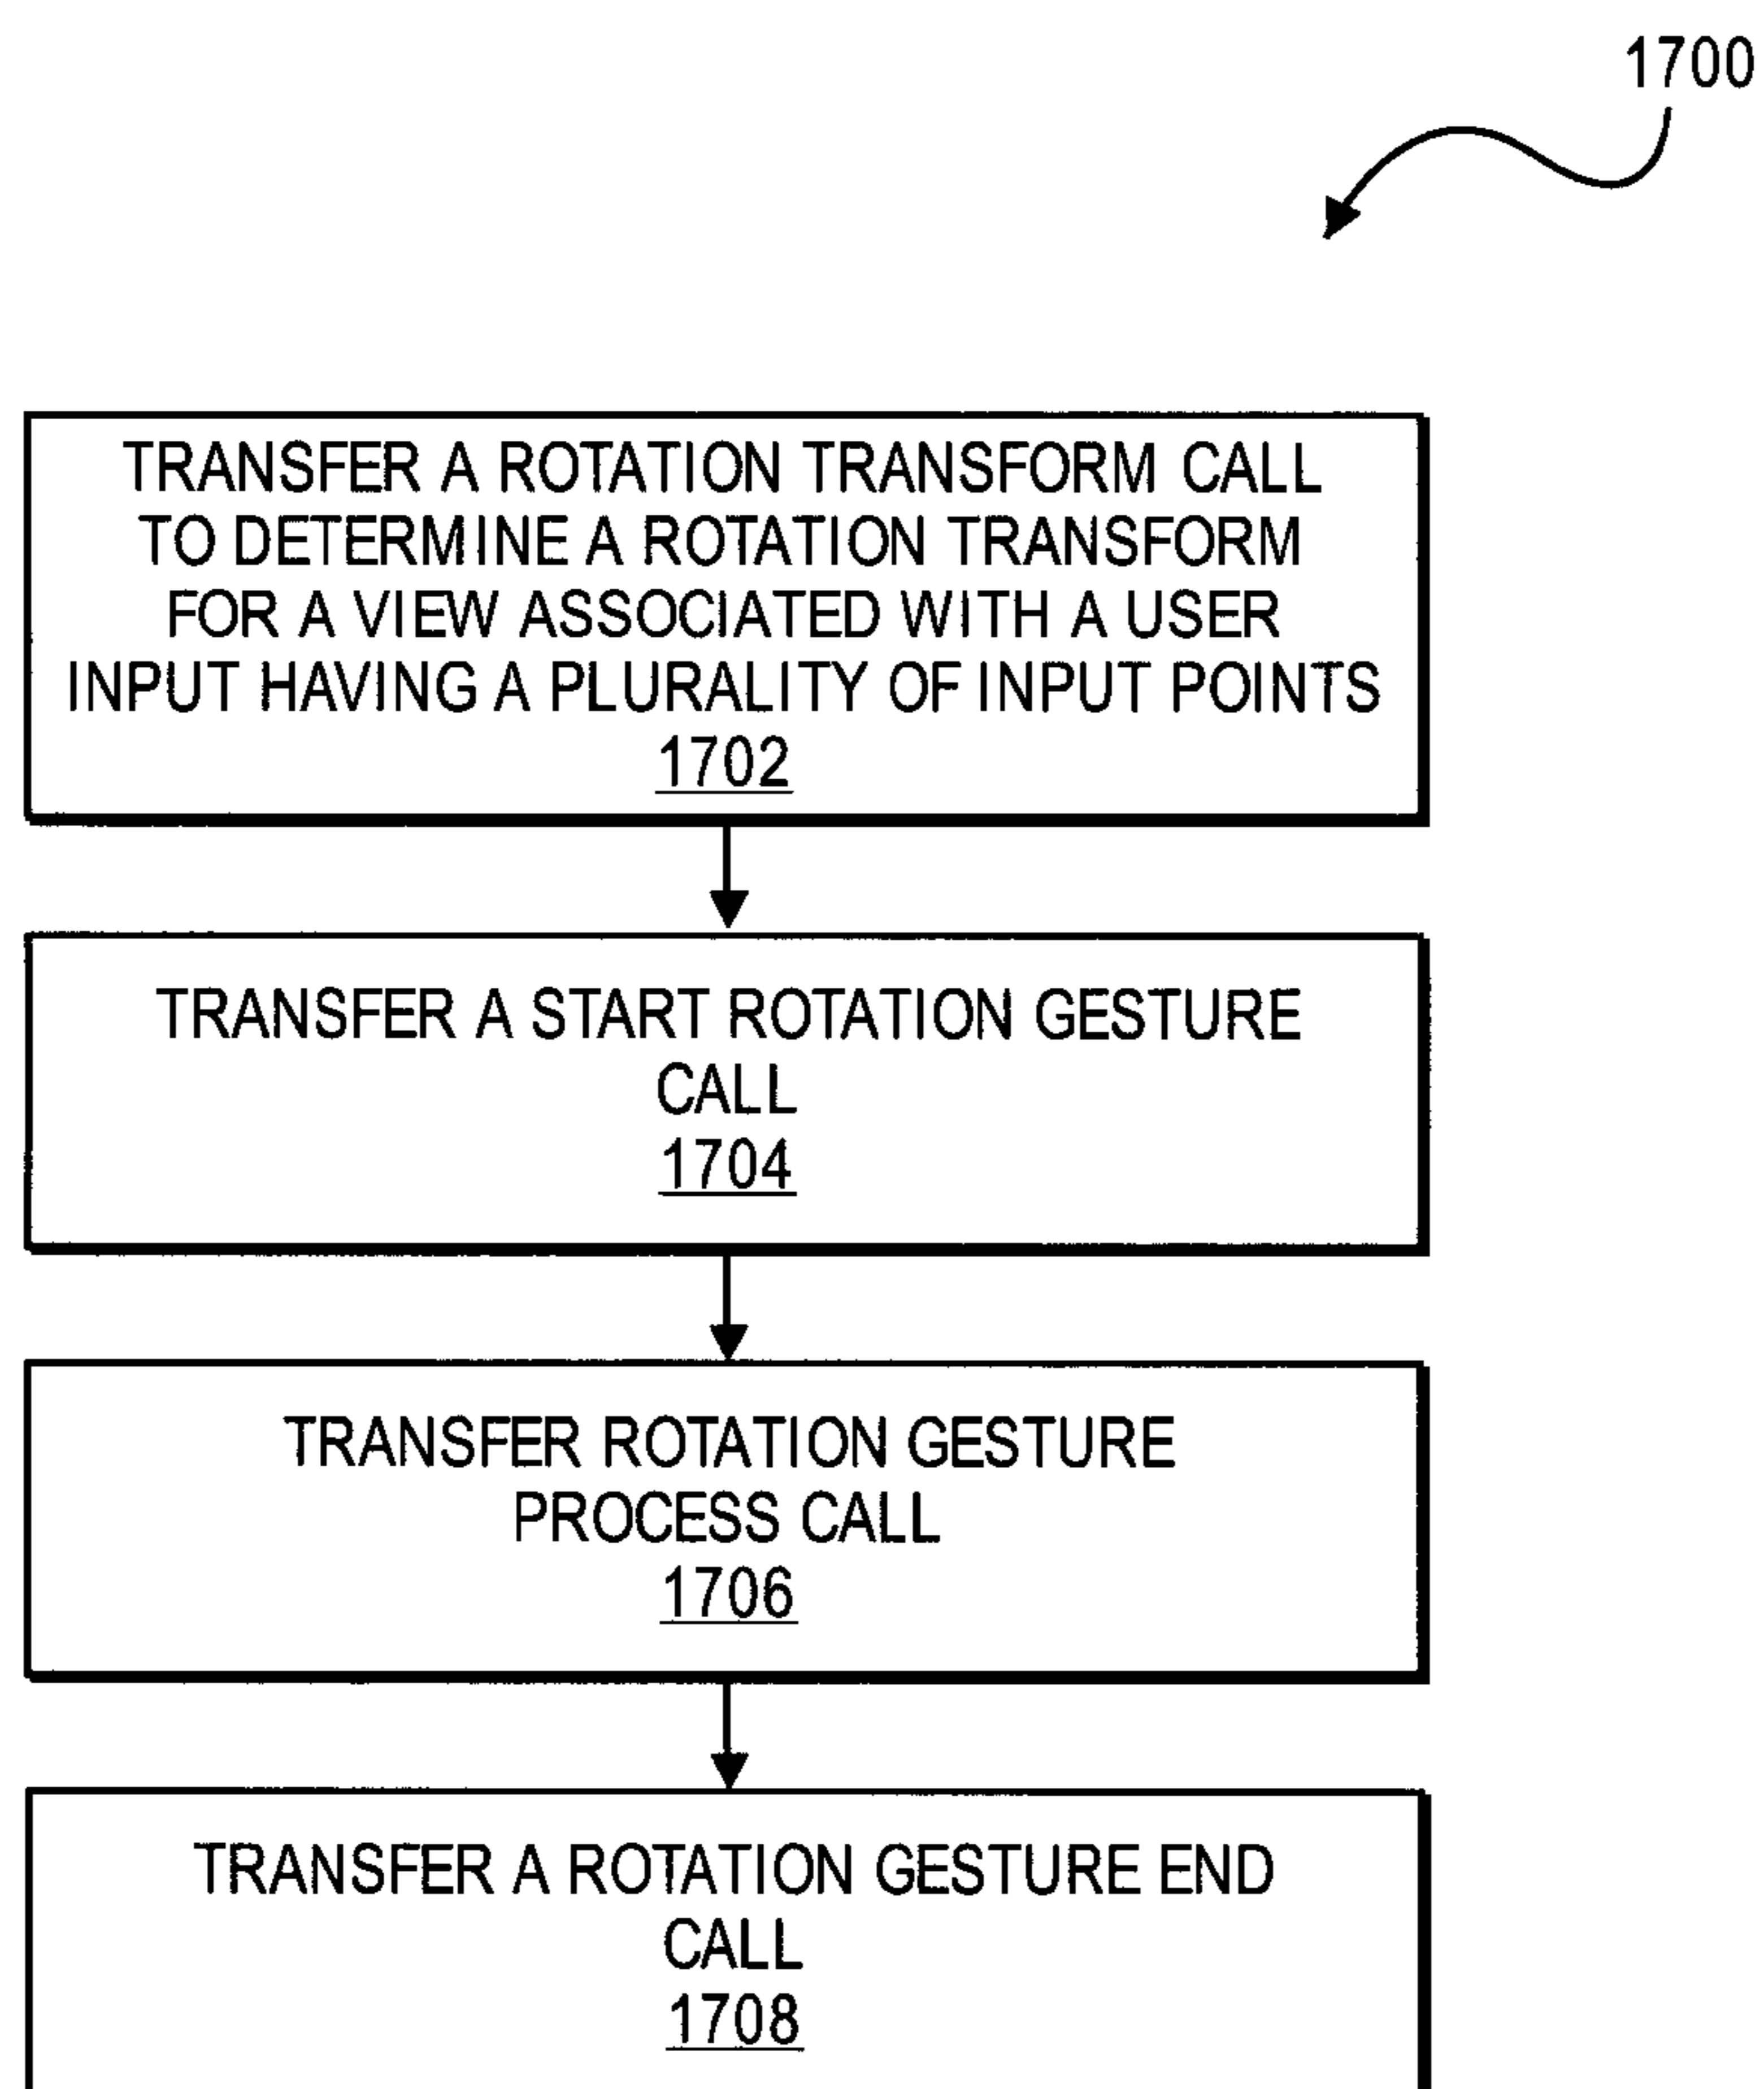 1700
TRANSFER A ROTATION TRANSFORM CALL
TO DETERMINE A ROTATION TRANSFORM
FOR A VIEW ASSOCIATED WITH A USER
INPUT HAVING A PLURALITY OF INPUT POINTS
1702
TRANSFER A START ROTATION GESTURE
CALL
1704
TRANSFER ROTATION GESTURE
PROCESS CALL
1706
TRANSFER A ROTATION GESTURE END
CALL
1708